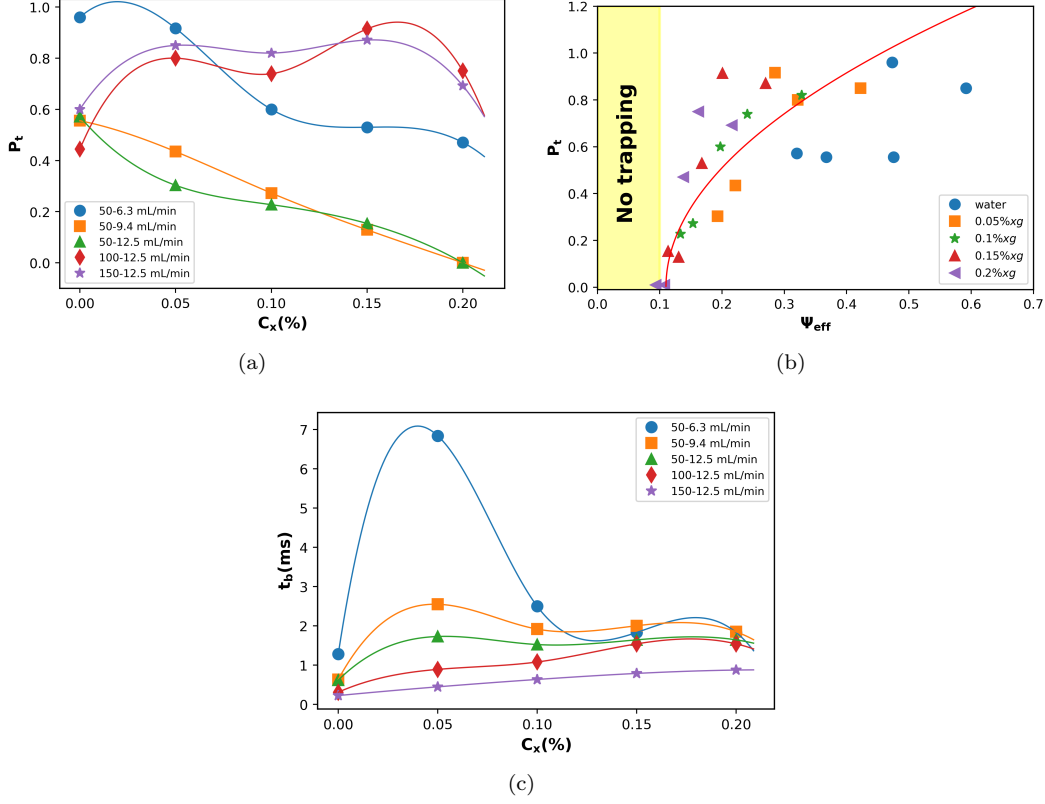 1.0
0.8
0.6
0.4
0.2
0.0
P_t
50-6.3 mL/min
50-9.4 mL/min
50-12.5 mL/min
100-12.5 mL/min
150-12.5 mL/min
0.00 0.05 0.10 0.15 0.20
C_x(%)
(a)
1.2
1.0
0.8
0.6
0.4
0.2
0.0
P_t
No trapping
water
0.05%xg
0.1%xg
0.15%xg
0.2%xg
0.0 0.1 0.2 0.3 0.4 0.5 0.6 0.7
Ψ_eff
(b)
7
6
5
4
3
2
1
0
t_b(ms)
50-6.3 mL/min
50-9.4 mL/min
50-12.5 mL/min
100-12.5 mL/min
150-12.5 mL/min
0.00 0.05 0.10 0.15 0.20
C_x(%)
(c)